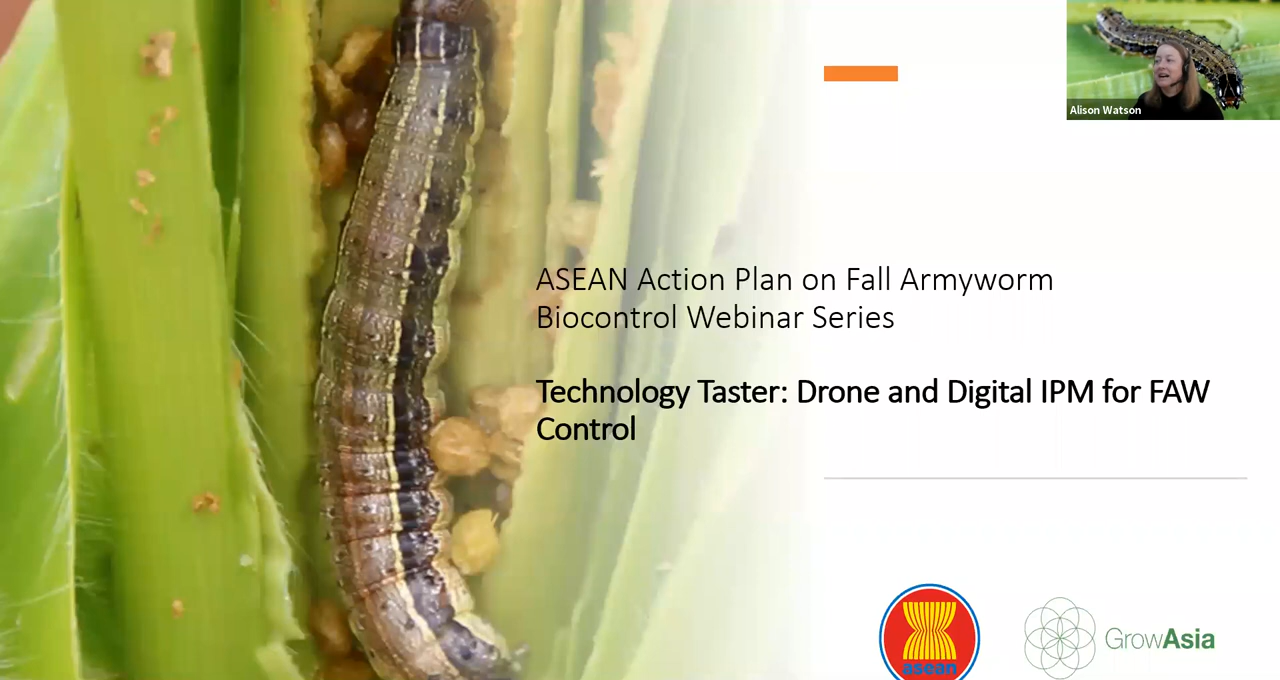 Alison Watson
ASEAN Action Plan on Fall Armyworm
Biocontrol Webinar Series
Technology Taster: Drone and Digital IPM for FAW
Control
asean
GrowAsia